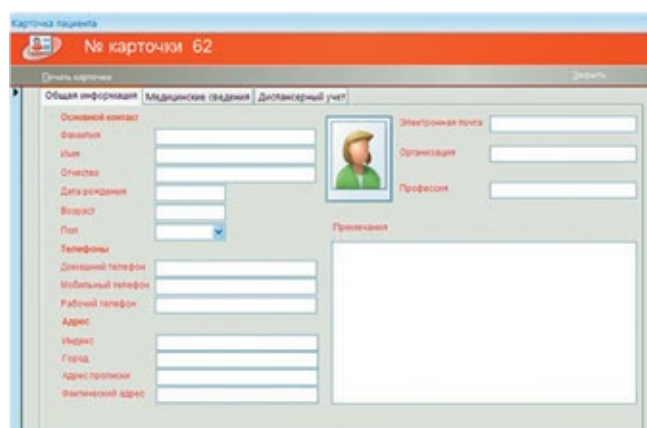 Карточка пациента
№ карточки 62
Печать карточки
Закрыть
Общая информация
Медицинские сведения
Диспансерный учет
Основной контакт
Фамилия
Имя
Отчество
Дата рождения
Возраст
Пол
Телефоны
Домашний телефон
Мобильный телефон
Рабочий телефон
Адрес
Индекс
Город
Адрес прописки
Фактический адрес
Электронная почта
Организация
Профессия
Примечания